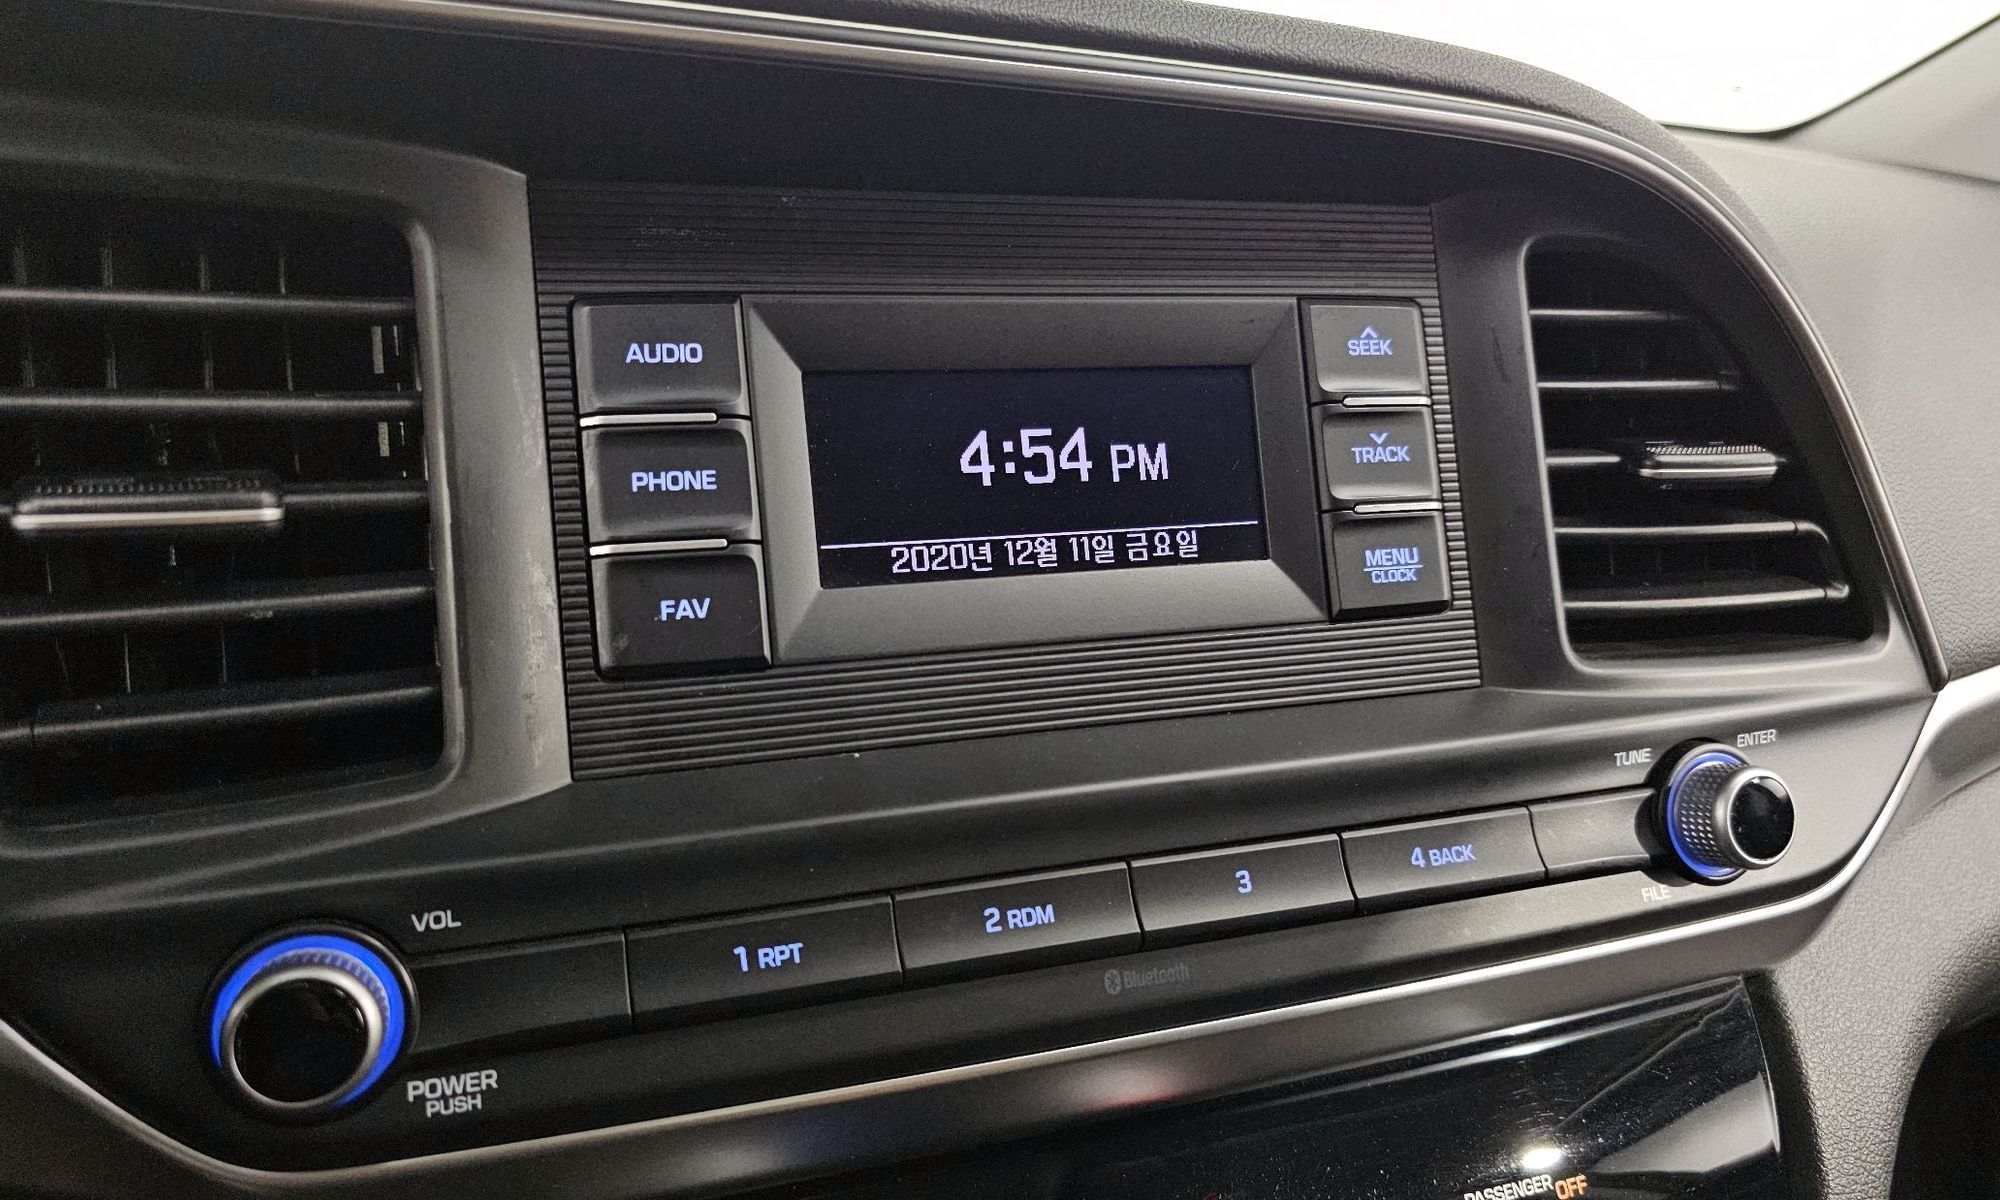 AUDIO
PHONE
FAV
4:54 PM
2020년 12월 11일 금요일
SEEK
TRACK
MENU
CLOCK
TUNE
ENTER
FILE
VOL
POWER
PUSH
1 RPT
2 RDM
3
4 BACK
Bluetooth
PASSENGER OFF